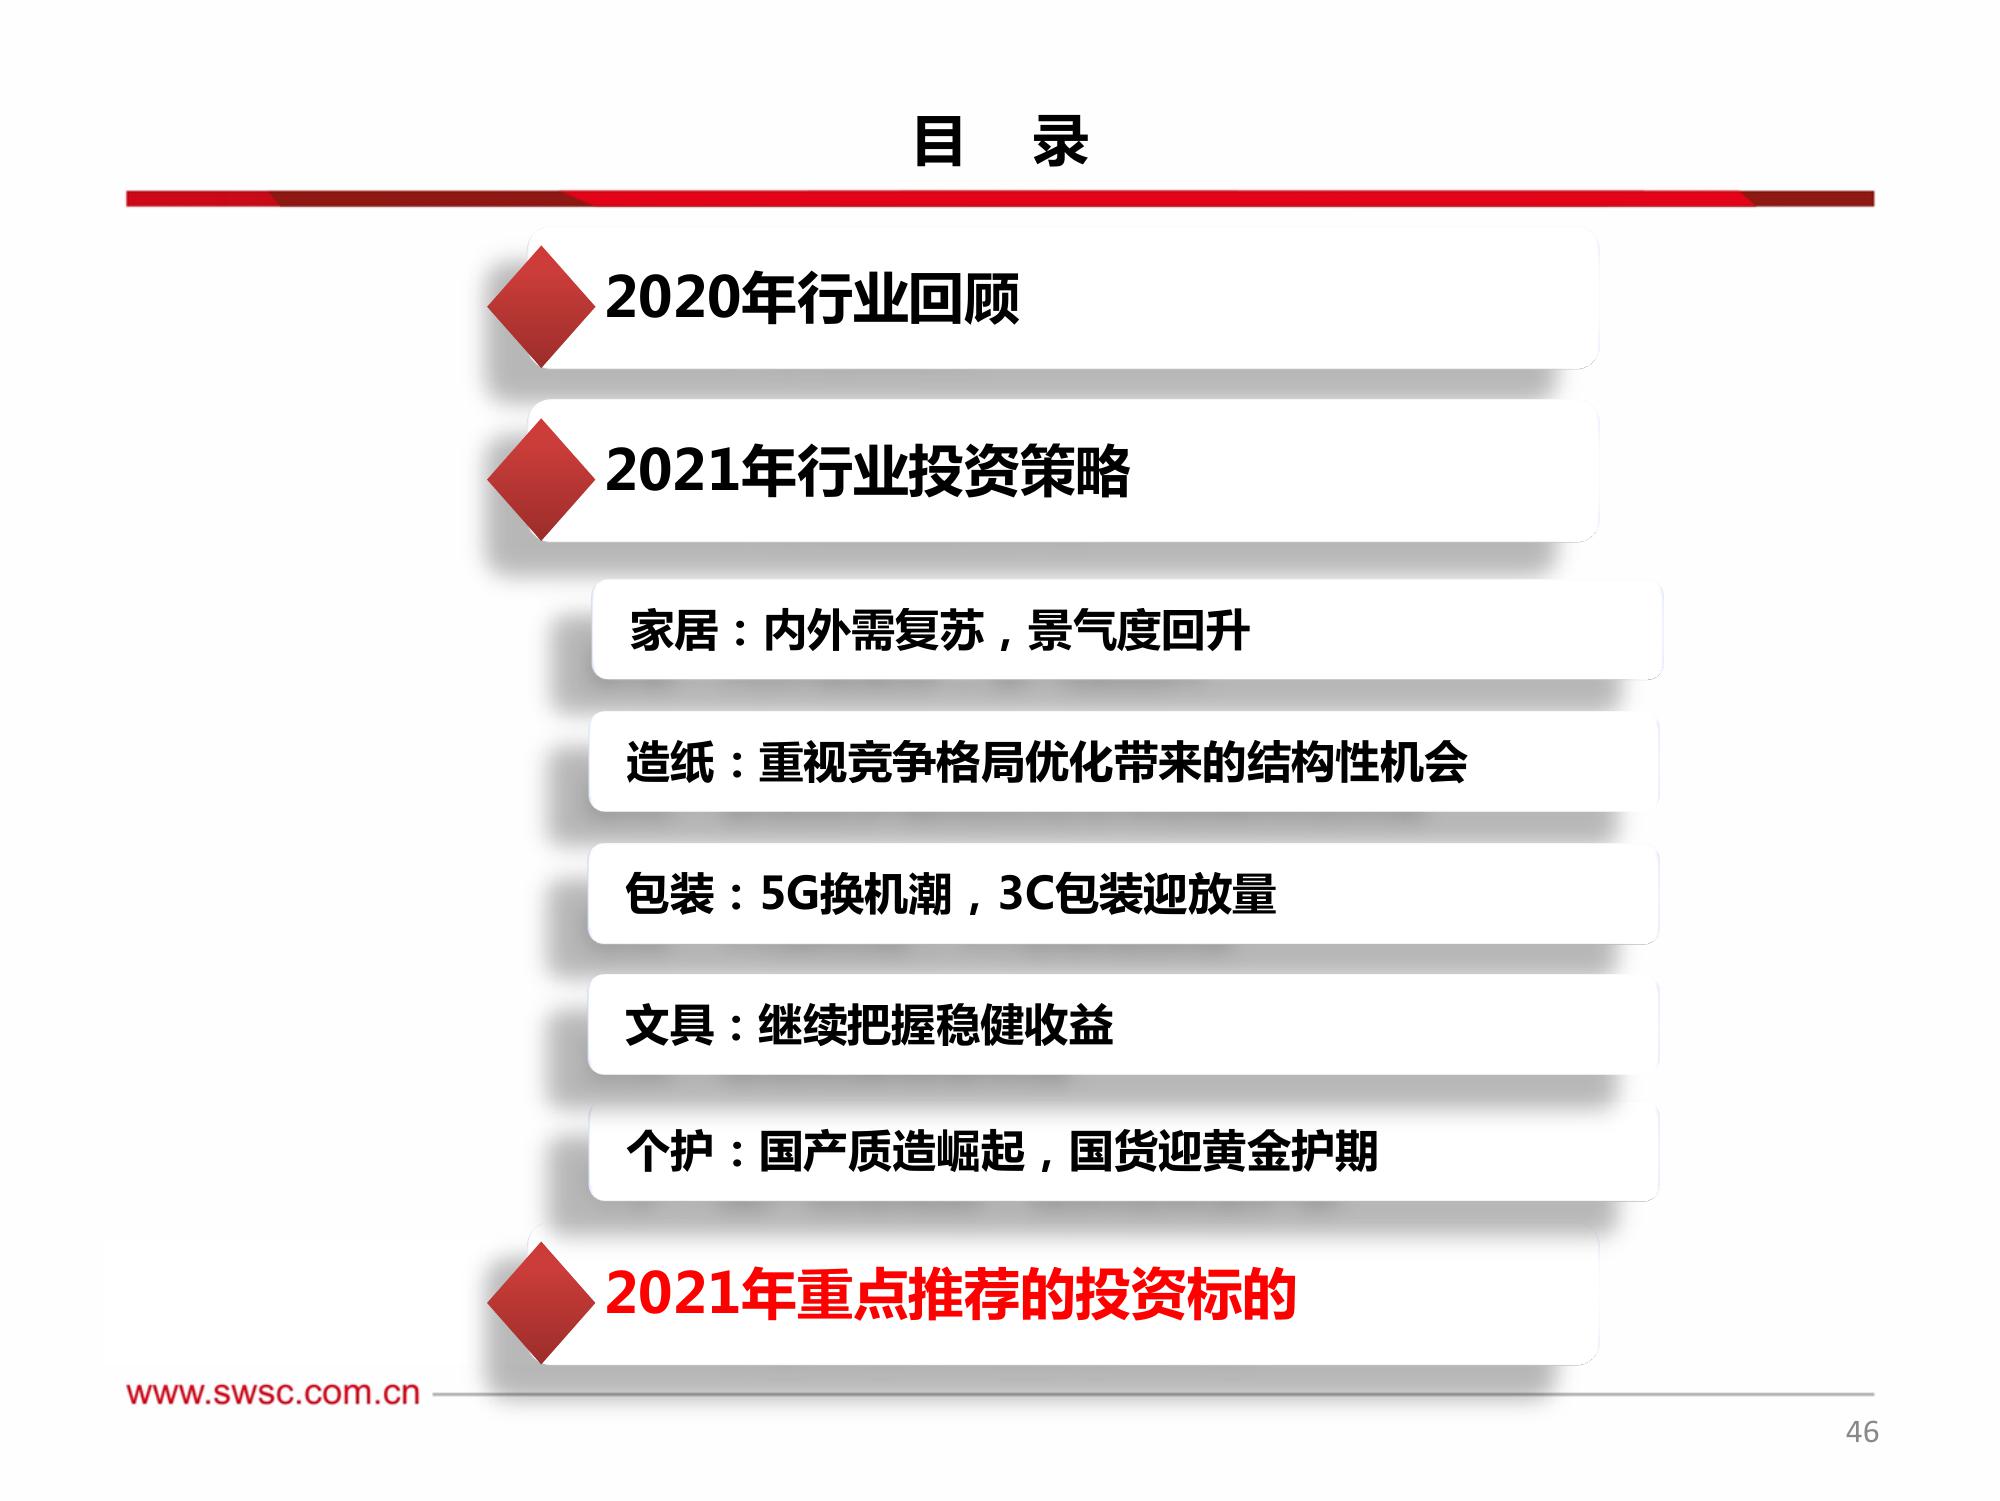 目 录
2020年行业回顾
2021年行业投资策略
家居：内外需复苏，景气度回升
造纸：重视竞争格局优化带来的结构性机会
包装：5G换机潮，3C包装迎放量
文具：继续把握稳健收益
个护：国产质造崛起，国货迎黄金护期
2021年重点推荐的投资标的
www.swsc.com.cn
46